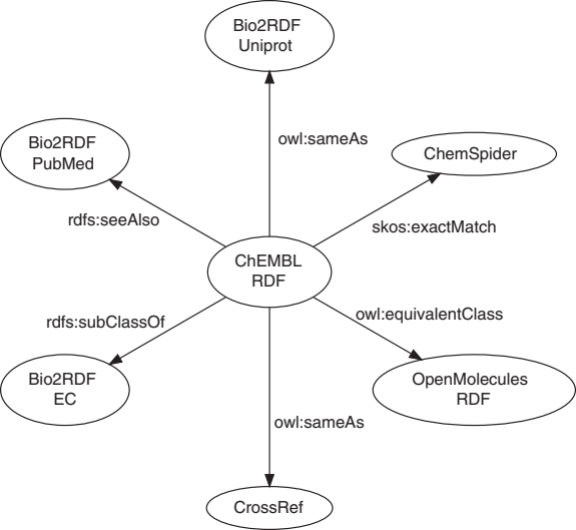 Bio2RDF
Uniprot
owl:sameAs
Bio2RDF
PubMed
ChemSpider
rdfs:seeAlso
skos:exactMatch
ChEMBL
RDF
rdfs:subClassOf
owl:equivalentClass
Bio2RDF
EC
OpenMolecules
RDF
owl:sameAs
CrossRef